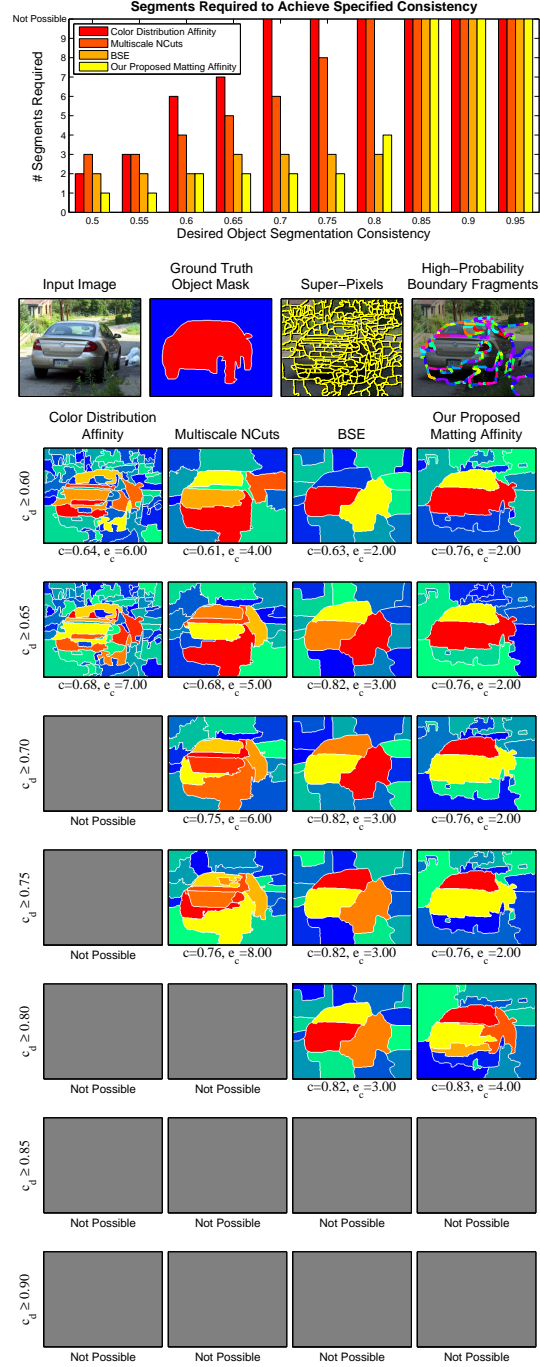 Segments Required to Achieve Specified Consistency
Not Possible
9
8
7
6
5
4
3
2
1
0
# Segments Required
Color Distribution Affinity
Multiscale NCuts
BSE
Our Proposed Matting Affinity
0.5 0.55 0.6 0.65 0.7 0.75 0.8 0.85 0.9 0.95
Desired Object Segmentation Consistency
Input Image
Ground Truth
Object Mask
Super−Pixels
High−Probability
Boundary Fragments
Color Distribution
Affinity
Multiscale NCuts
BSE
Our Proposed
Matting Affinity
c_d ≥ 0.60
c=0.64, e_c=6.00 c=0.61, e_c=4.00 c=0.63, e_c=2.00 c=0.76, e_c=2.00
c_d ≥ 0.65
c=0.68, e_c=7.00 c=0.68, e_c=5.00 c=0.82, e_c=3.00 c=0.76, e_c=2.00
c_d ≥ 0.70
Not Possible c=0.75, e_c=6.00 c=0.82, e_c=3.00 c=0.76, e_c=2.00
c_d ≥ 0.75
Not Possible c=0.76, e_c=8.00 c=0.82, e_c=3.00 c=0.76, e_c=2.00
c_d ≥ 0.80
Not Possible Not Possible c=0.82, e_c=3.00 c=0.83, e_c=4.00
c_d ≥ 0.85
Not Possible Not Possible Not Possible Not Possible
c_d ≥ 0.90
Not Possible Not Possible Not Possible Not Possible